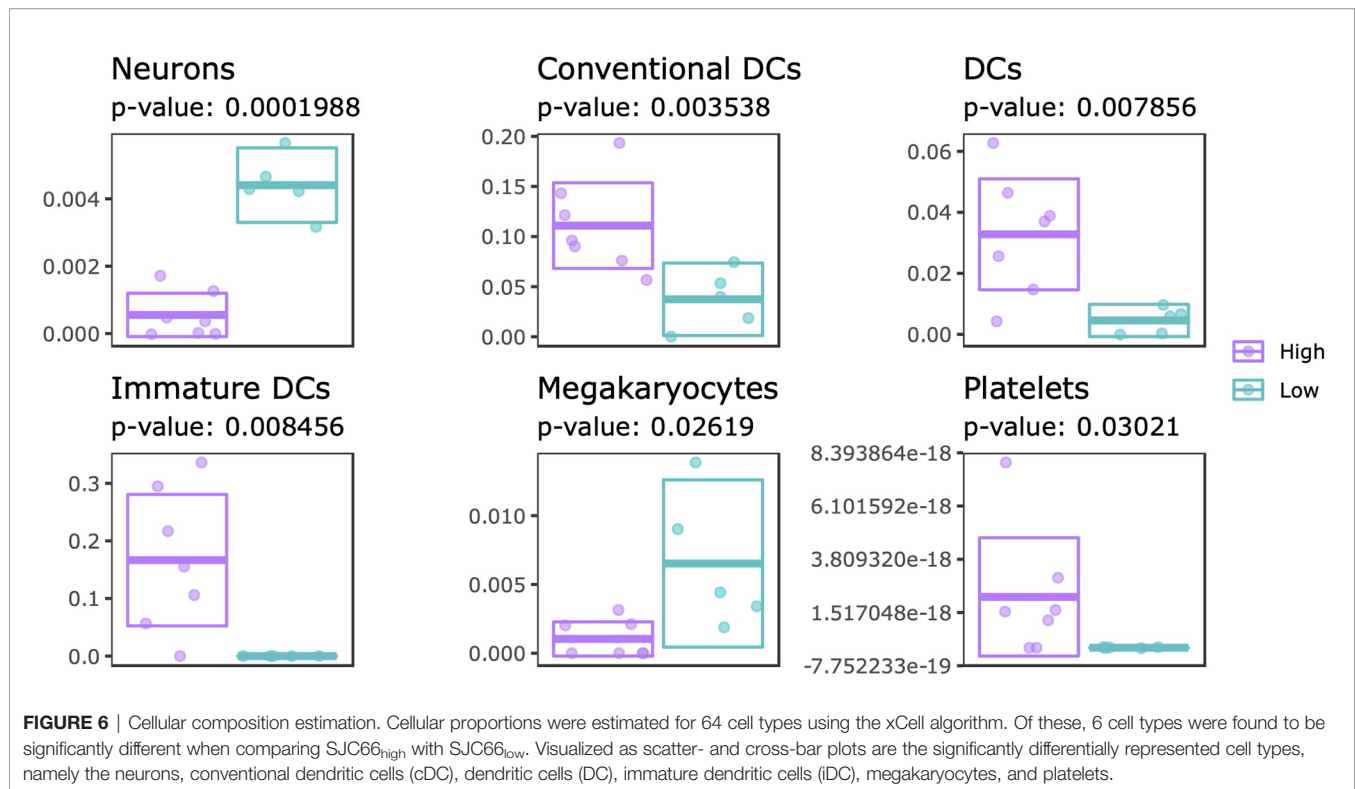 Neurons
p-value: 0.0001988
0.004
0.002
0.000
Conventional DCs
p-value: 0.003538
0.20
0.15
0.10
0.05
0.00
DCs
p-value: 0.007856
0.06
0.04
0.02
0.00
High
Low
Immature DCs
p-value: 0.008456
0.3
0.2
0.1
0.0
Megakaryocytes
p-value: 0.02619
0.010
0.005
0.000
Platelets
p-value: 0.03021
8.393864e-18
6.101592e-18
3.809320e-18
1.517048e-18
-7.752233e-19
FIGURE 6 | Cellular composition estimation. Cellular proportions were estimated for 64 cell types using the xCell algorithm. Of these, 6 cell types were found to be
significantly different when comparing SJC66high with SJC66low. Visualized as scatter- and cross-bar plots are the significantly differentially represented cell types,
namely the neurons, conventional dendritic cells (cDC), dendritic cells (DC), immature dendritic cells (iDC), megakaryocytes, and platelets.